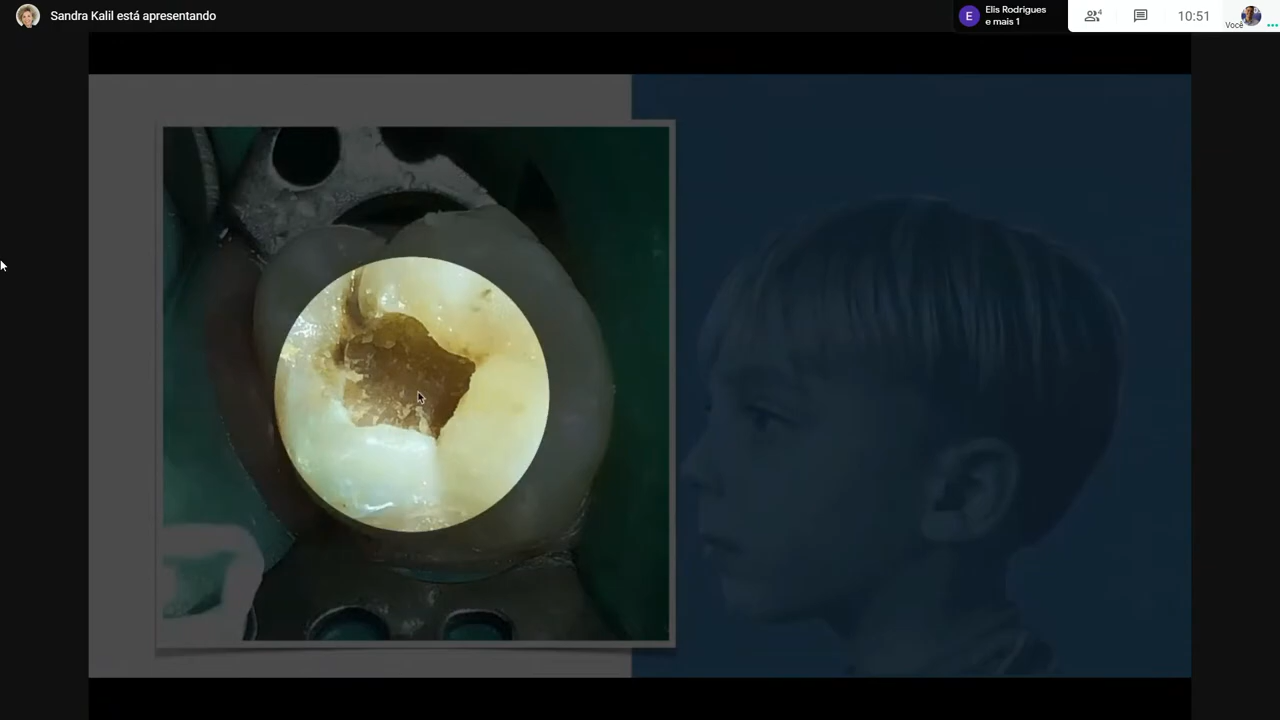 Sandra Kalil está apresentando
Elis Rodrigues
e mais 1
E
4
10:51
Você